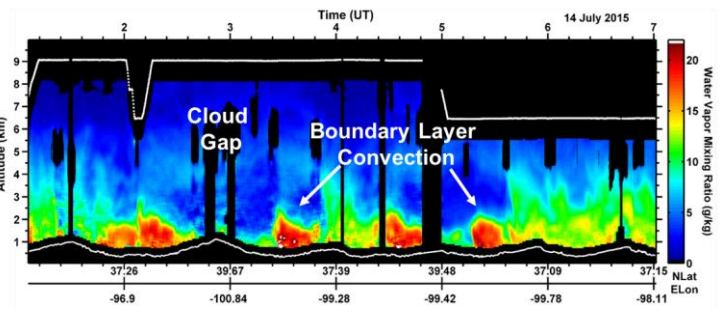 Time (UT)
14 July 2015
2 3 4 5 6 7
9
8
7
6
5
4
3
2
1
Altitude (km)
Cloud
Gap
Boundary Layer
Convection
20
15
10
5
0
Water Vapor Mixing Ratio (g/kg)
37.26 39.67 37.39 39.48 37.09 37.15
NLat
ELon
-96.9 -100.84 -99.28 -99.42 -99.78 -98.11